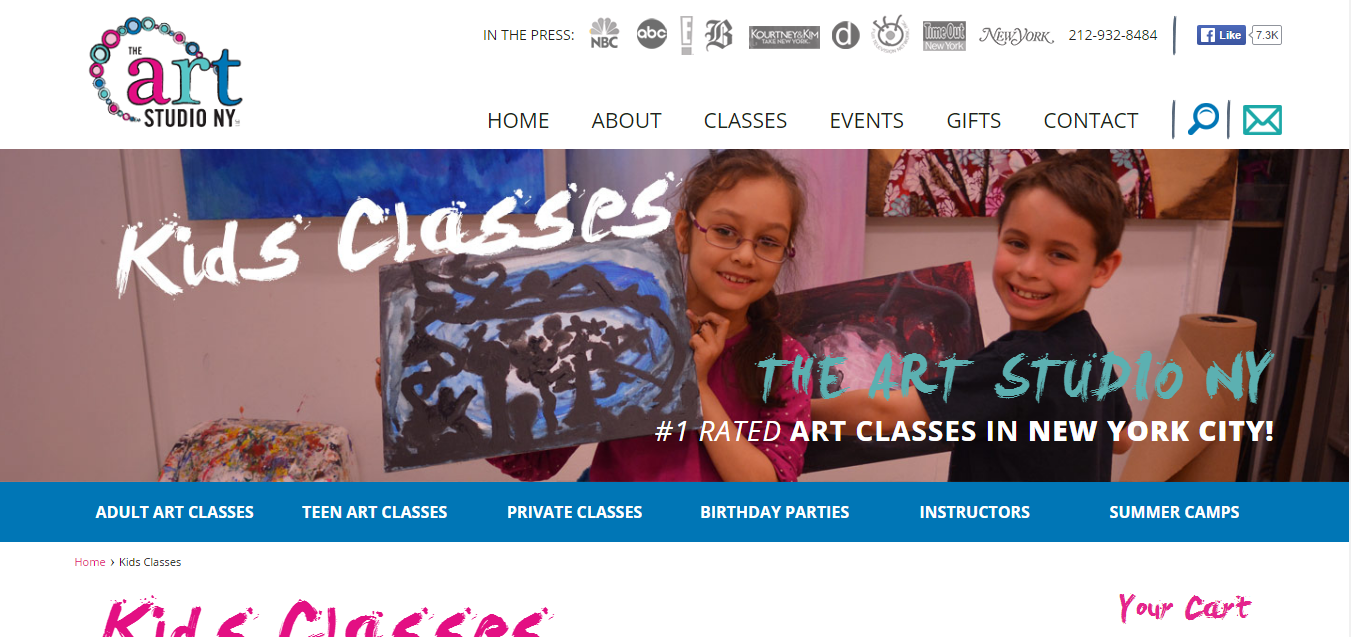 THE
art
STUDIO NY
IN THE PRESS:
NBC
abc
E!
B
KOURTNEY&KIM
TAKE NEW YORK
d
TimeOut
New York
NEW YORK
212-932-8484
Like
7.3K
HOME
ABOUT
CLASSES
EVENTS
GIFTS
CONTACT
Kids Classes
THE ART STUDIO NY
#1 RATED ART CLASSES IN NEW YORK CITY!
ADULT ART CLASSES
TEEN ART CLASSES
PRIVATE CLASSES
BIRTHDAY PARTIES
INSTRUCTORS
SUMMER CAMPS
Home › Kids Classes
Kids Classes
Your Cart